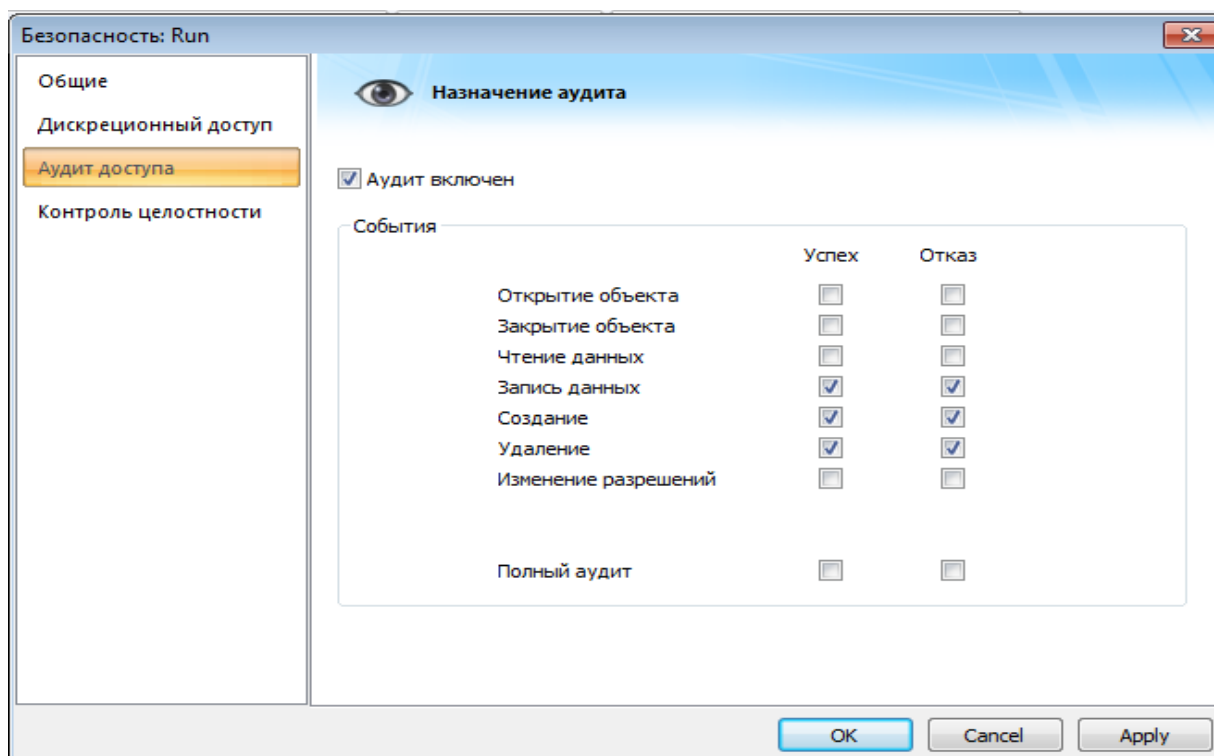 Безопасность: Run
Общие
Дискреционный доступ
Аудит доступа
Контроль целостности
Назначение аудита
Аудит включен
События
Успех Отказ
Открытие объекта
Закрытие объекта
Чтение данных
Запись данных
Создание
Удаление
Изменение разрешений
Полный аудит
OK Cancel Apply